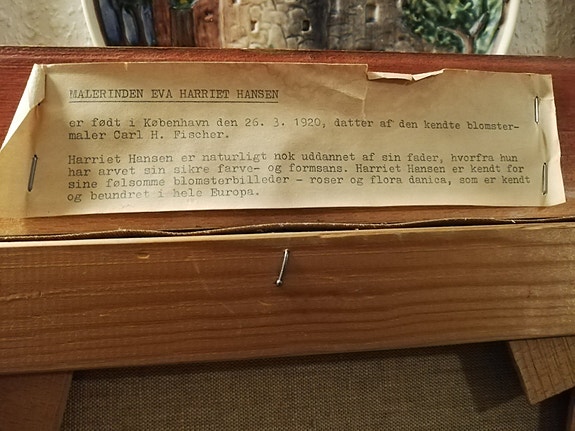 MALERINDEN EVA HARRIET HANSEN
er født i København den 26. 3. 1920, datter af den kendte blomster-
maler Carl H. Fischer.
Harriet Hansen er naturligt nok uddannet af sin fader, hvorfra hun
har arvet sin sikre farve- og formsans. Harriet Hansen er kendt for
sine følsomme blomsterbilleder - roser og flora danica, som er kendt
og beundret i hele Europa.